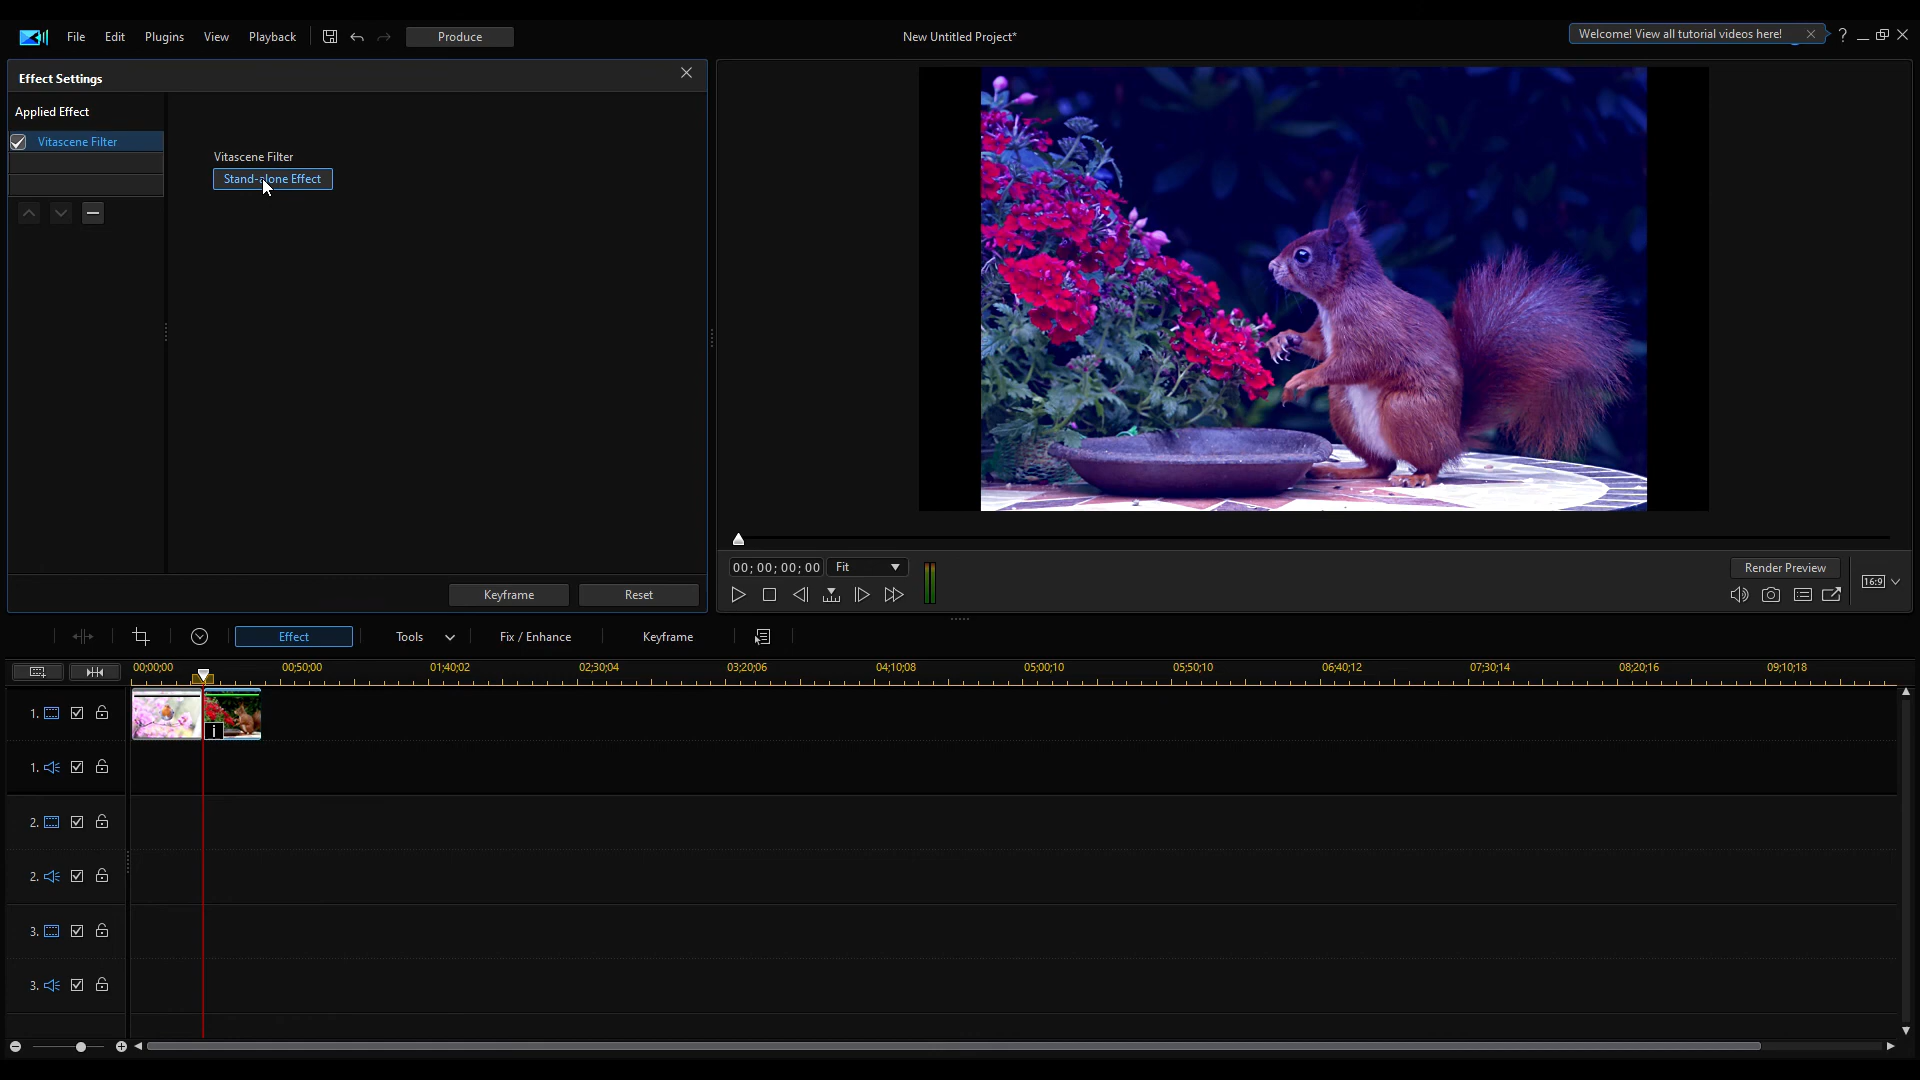 File Edit Plugins View Playback Produce New Untitled Project* Welcome! View all tutorial videos here! ?
Effect Settings
Applied Effect
Vitascene Filter
Vitascene Filter
Stand-alone Effect
Keyframe Reset
00;00;00;00 Fit Render Preview
16:9
Effect Tools Fix / Enhance Keyframe
00;00;00 00;50;00 01;40;02 02;30;04 03;20;06 04;10;08 05;00;10 05;50;10 06;40;12 07;30;14 08;20;16 09;10;18
1.
i
1.
2.
2.
3.
3.